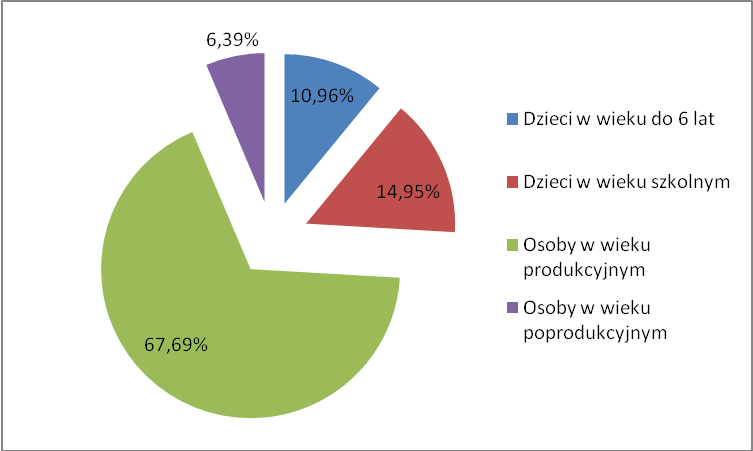 6,39%
10,96%
14,95%
67,69%
Dzieci w wieku do 6 lat
Dzieci w wieku szkolnym
Osoby w wieku
produkcyjnym
Osoby w wieku
poprodukcyjnym